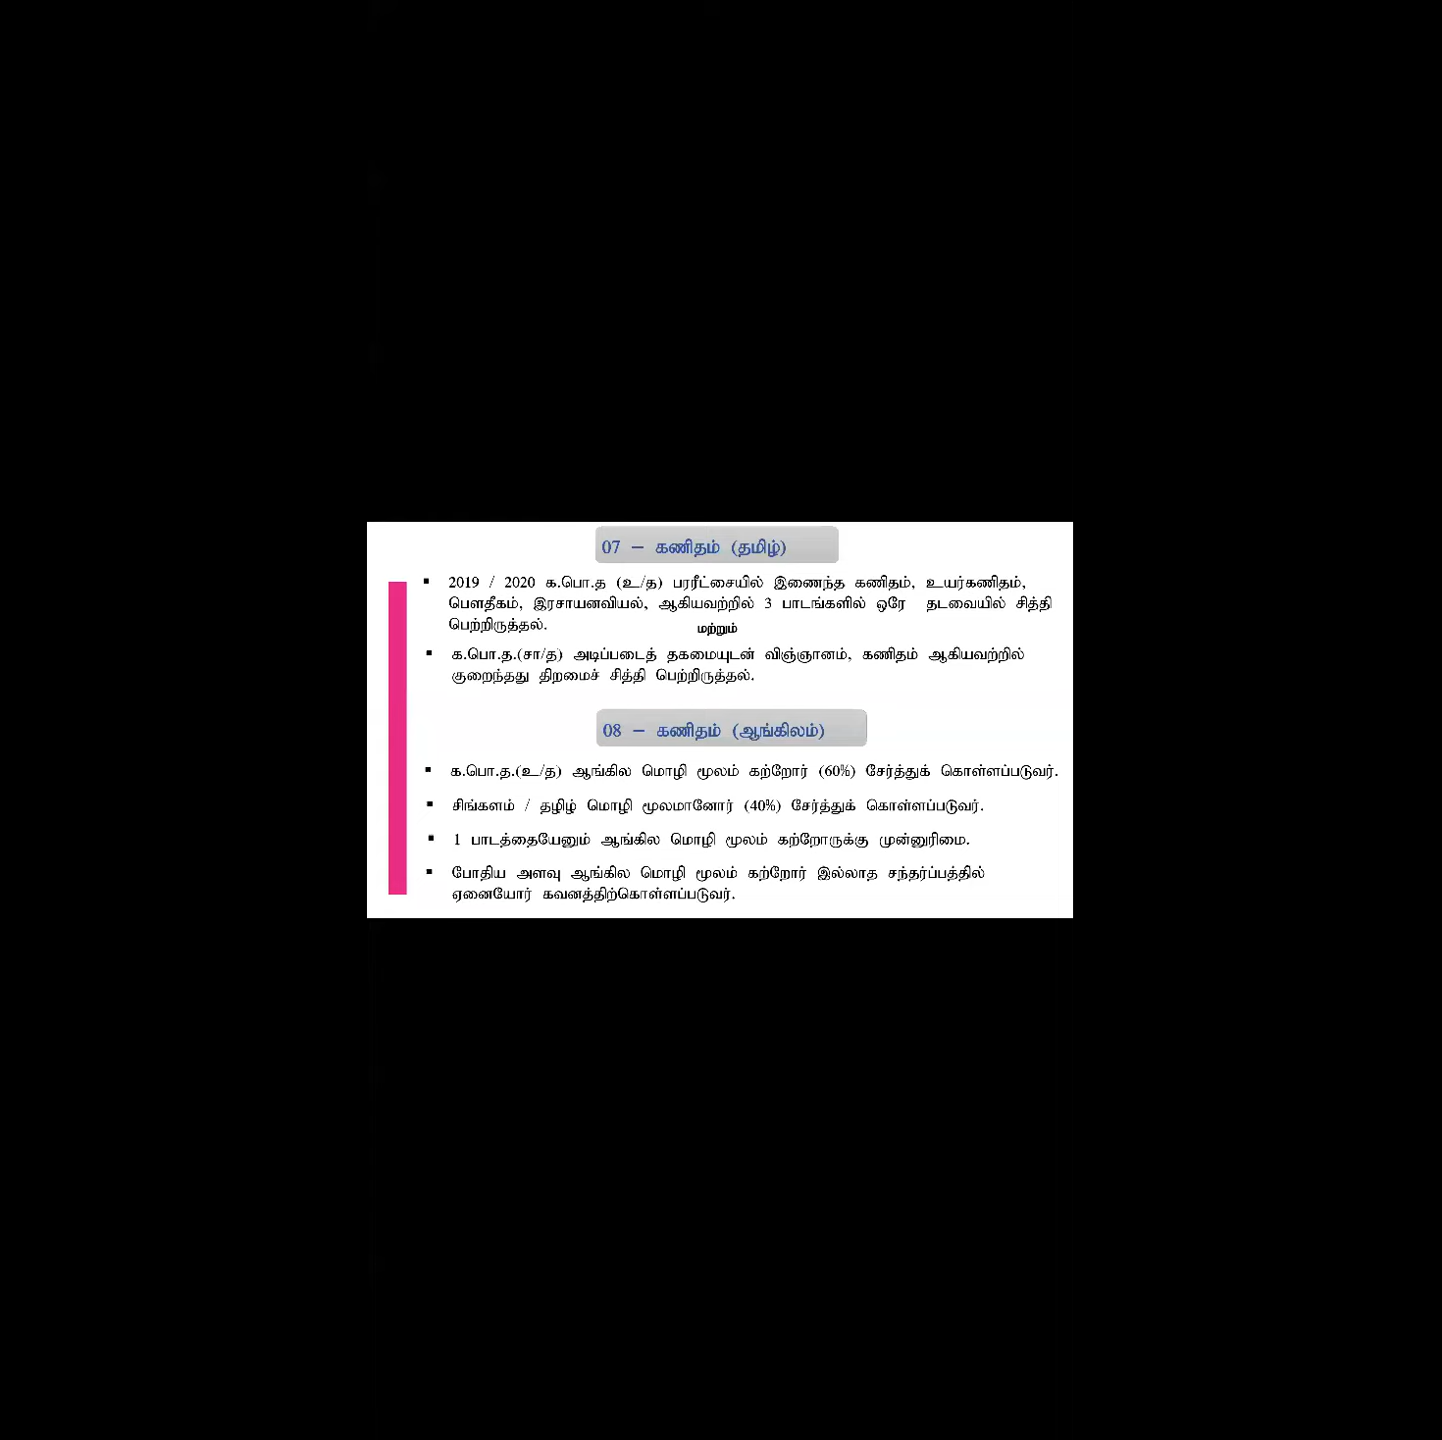 07 – கணிதம் (தமிழ்)
▪ 2019 / 2020 க.பொ.த (உ/த) பரரீட்சையில் இணைந்த கணிதம், உயர்கணிதம்,
பௌதீகம், இரசாயனவியல், ஆகியவற்றில் 3 பாடங்களில் ஒரே தடவையில் சித்தி
பெற்றிருத்தல்.
மற்றும்
▪ க.பொ.த.(சா/த) அடிப்படைத் தகமையுடன் விஞ்ஞானம், கணிதம் ஆகியவற்றில்
குறைந்தது திறமைச் சித்தி பெற்றிருத்தல்.
08 – கணிதம் (ஆங்கிலம்)
▪ க.பொ.த.(உ/த) ஆங்கில மொழி மூலம் கற்றோர் (60%) சேர்த்துக் கொள்ளப்படுவர்.
▪ சிங்களம் / தமிழ் மொழி மூலமானோர் (40%) சேர்த்துக் கொள்ளப்படுவர்.
▪ 1 பாடத்தையேனும் ஆங்கில மொழி மூலம் கற்றோருக்கு முன்னுரிமை.
▪ போதிய அளவு ஆங்கில மொழி மூலம் கற்றோர் இல்லாத சந்தர்ப்பத்தில்
ஏனையோர் கவனத்திற்கொள்ளப்படுவர்.